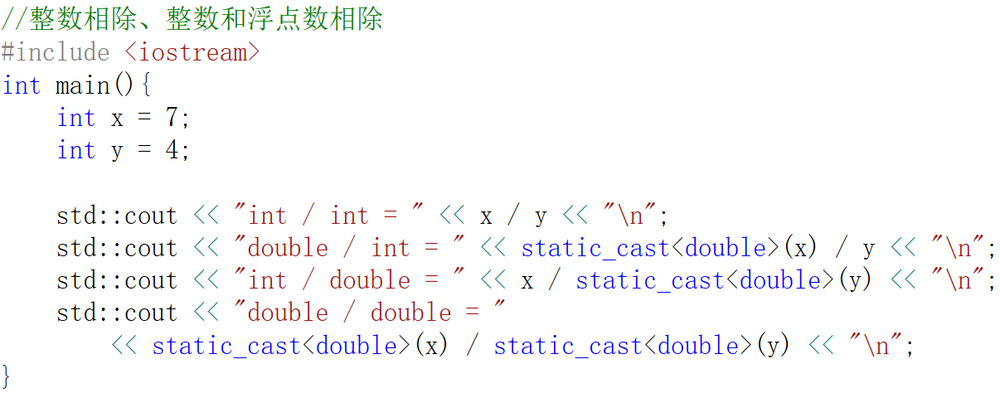 //整数相除、整数和浮点数相除
#include <iostream>
int main(){
    int x = 7;
    int y = 4;

    std::cout << "int / int = " << x / y << "\n";
    std::cout << "double / int = " << static_cast<double>(x) / y << "\n";
    std::cout << "int / double = " << x / static_cast<double>(y) << "\n";
    std::cout << "double / double = "
        << static_cast<double>(x) / static_cast<double>(y) << "\n";
}